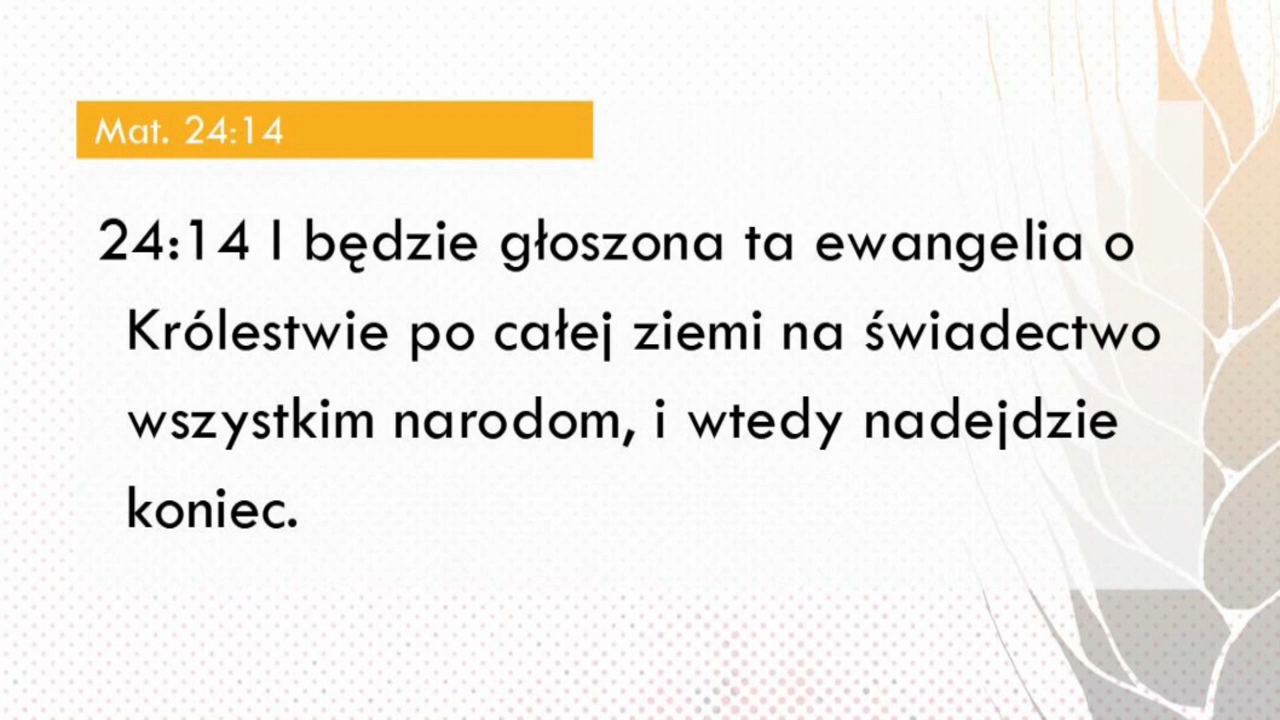 Mat. 24:14
24:14 I będzie głoszona ta ewangelia o
Królestwie po całej ziemi na świadectwo
wszystkim narodom, i wtedy nadejdzie
koniec.